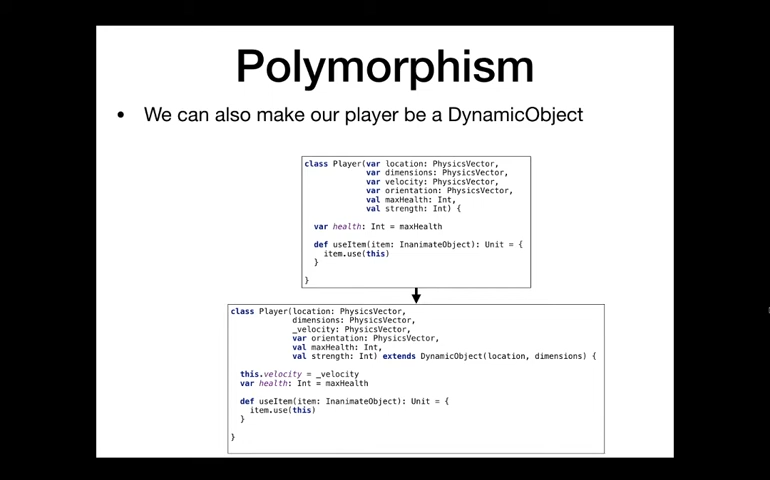 Polymorphism
• We can also make our player be a DynamicObject
class Player(var location: PhysicsVector,
var dimensions: PhysicsVector,
var velocity: PhysicsVector,
var orientation: PhysicsVector,
val maxHealth: Int,
val strength: Int) {
var health: Int = maxHealth
def useItem(item: InanimateObject): Unit = {
item.use(this)
}
}
class Player(location: PhysicsVector,
dimensions: PhysicsVector,
_velocity: PhysicsVector,
var orientation: PhysicsVector,
val maxHealth: Int,
val strength: Int) extends DynamicObject(location, dimensions) {
this.velocity = _velocity
var health: Int = maxHealth
def useItem(item: InanimateObject): Unit = {
item.use(this)
}
}